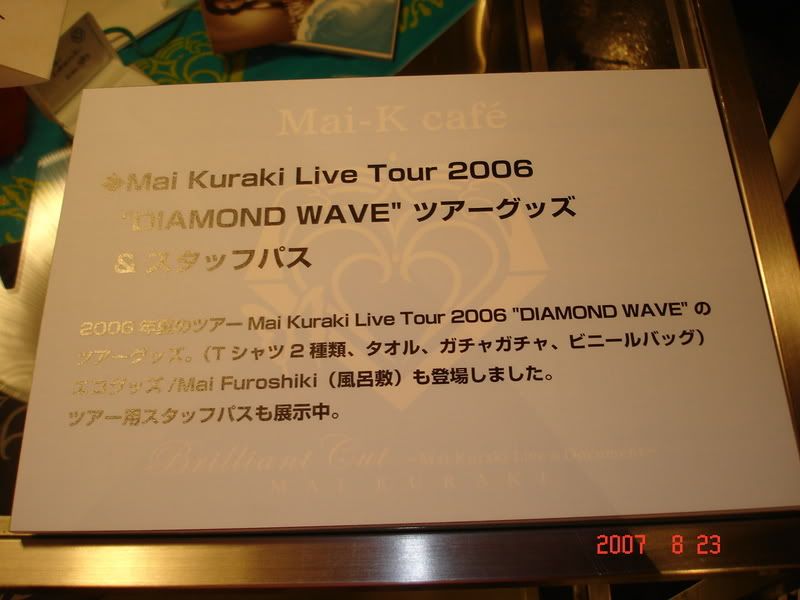 Mai-K café
Mai Kuraki Live Tour 2006
"DIAMOND WAVE" ツアーグッズ
& スタッフパス
2006 年夏のツアー Mai Kuraki Live Tour 2006 "DIAMOND WAVE" の
ツアーグッズ。（Tシャツ2種類、タオル、ガチャガチャ、ビニールバッグ）
エコグッズ/Mai Furoshiki（風呂敷）も登場しました。
ツアー用スタッフパスも展示中。
Brilliant Cut ~Mai Kuraki Live & Document~
MAI KURAKI
2007 8 23